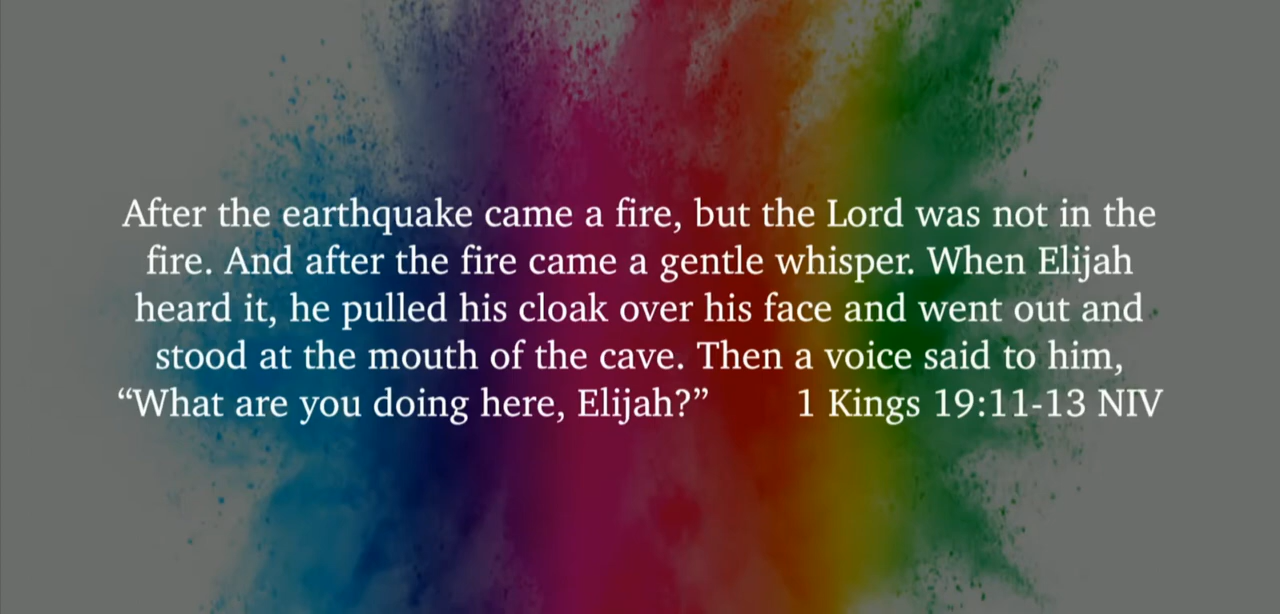 After the earthquake came a fire, but the Lord was not in the
fire. And after the fire came a gentle whisper. When Elijah
heard it, he pulled his cloak over his face and went out and
stood at the mouth of the cave. Then a voice said to him,
“What are you doing here, Elijah?” 1 Kings 19:11-13 NIV